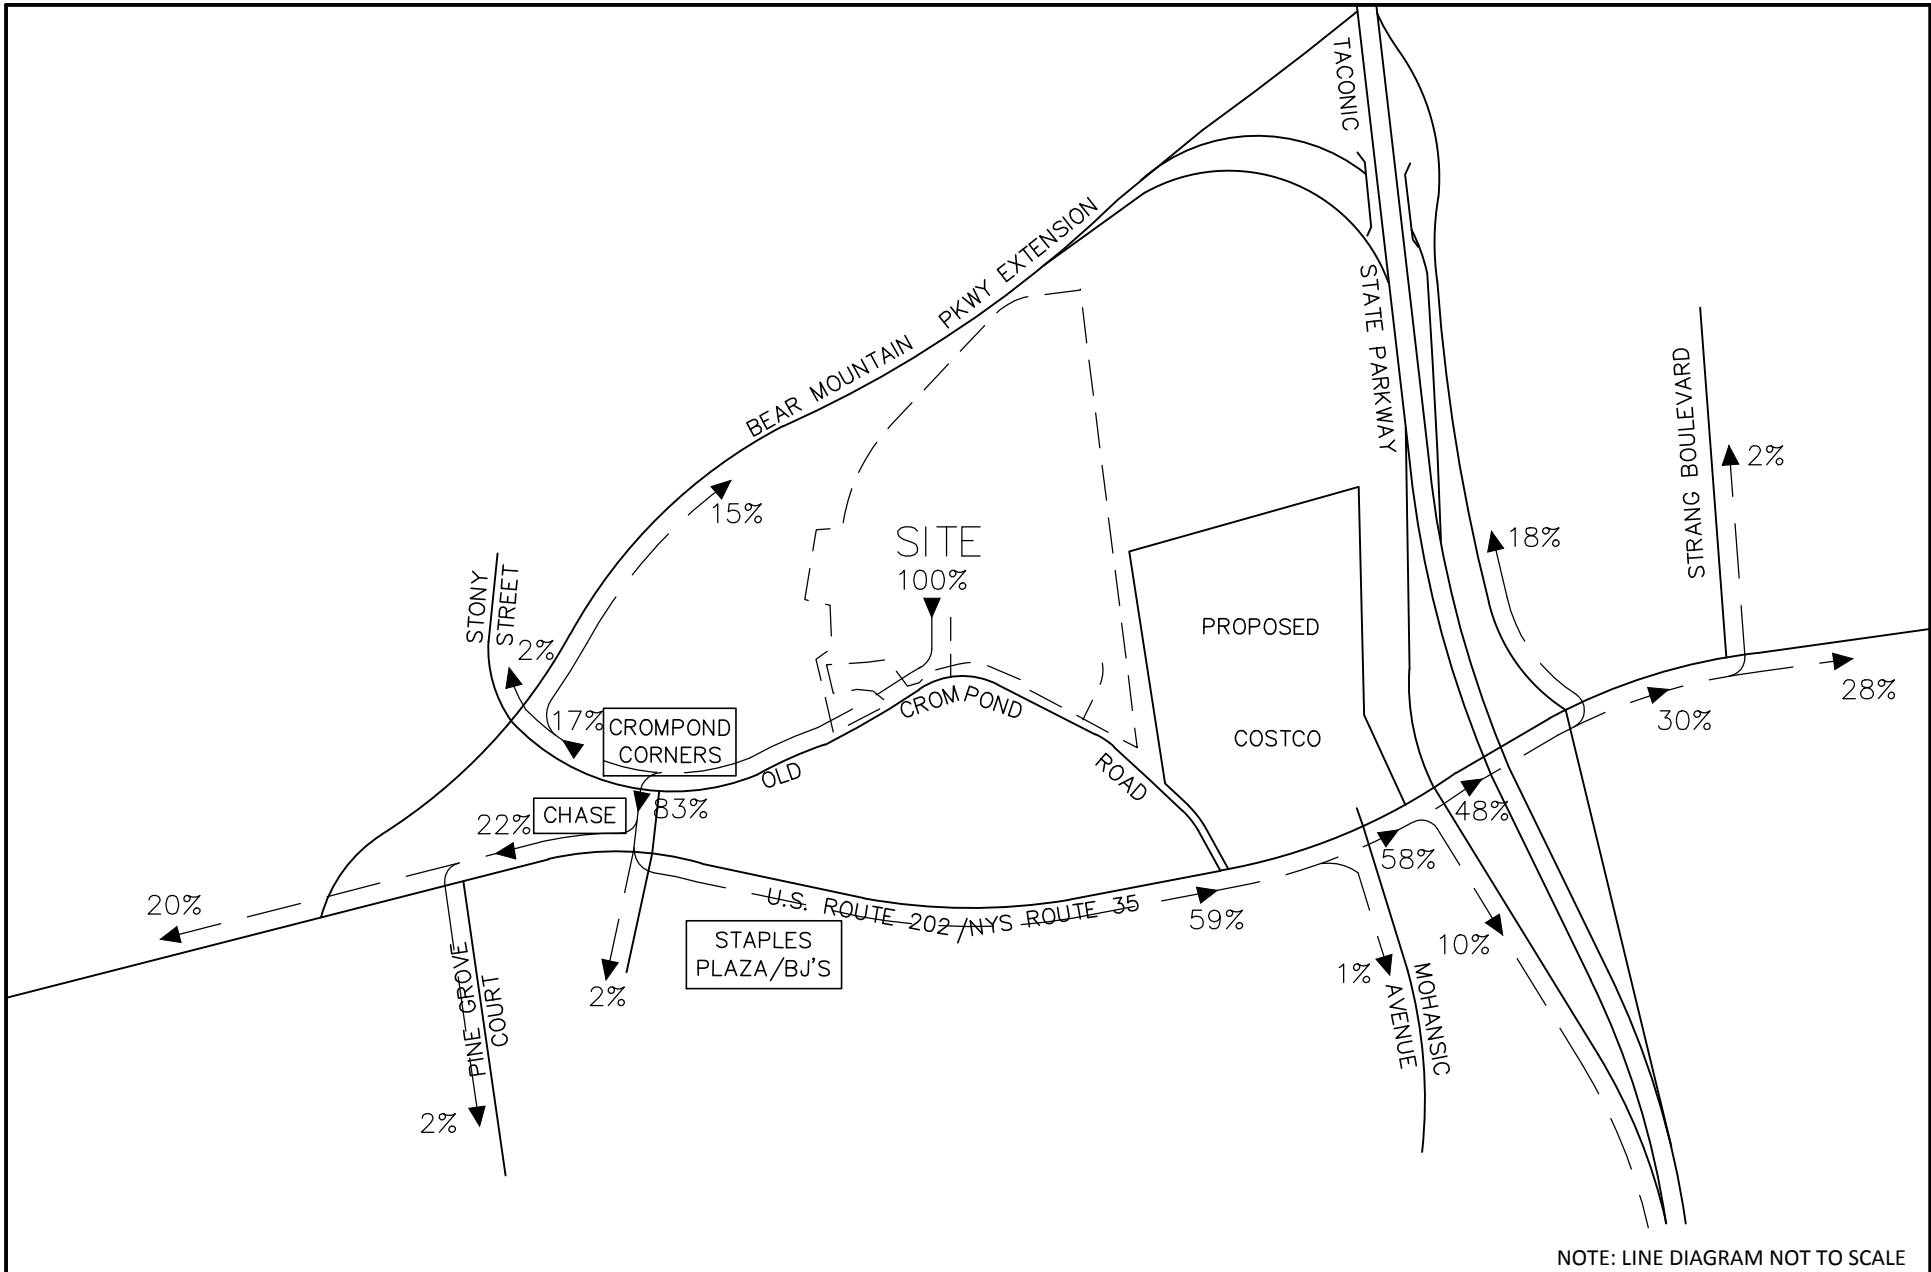 TACONIC
STATE PARKWAY
BEAR MOUNTAIN PKWY EXTENSION
STRANG BOULEVARD
2%
15%
18%
SITE
100%
STONY
STREET
2%
PROPOSED
COSTCO
17%
CROMPOND
CORNERS
OLD
CROMPOND
ROAD
28%
30%
83%
CHASE
22%
48%
58%
20%
U.S. ROUTE 202/NYS ROUTE 35
59%
STAPLES
PLAZA/BJ'S
10%
1%
MOHANSIC
AVENUE
2%
PINE GROVE
COURT
2%
NOTE: LINE DIAGRAM NOT TO SCALE